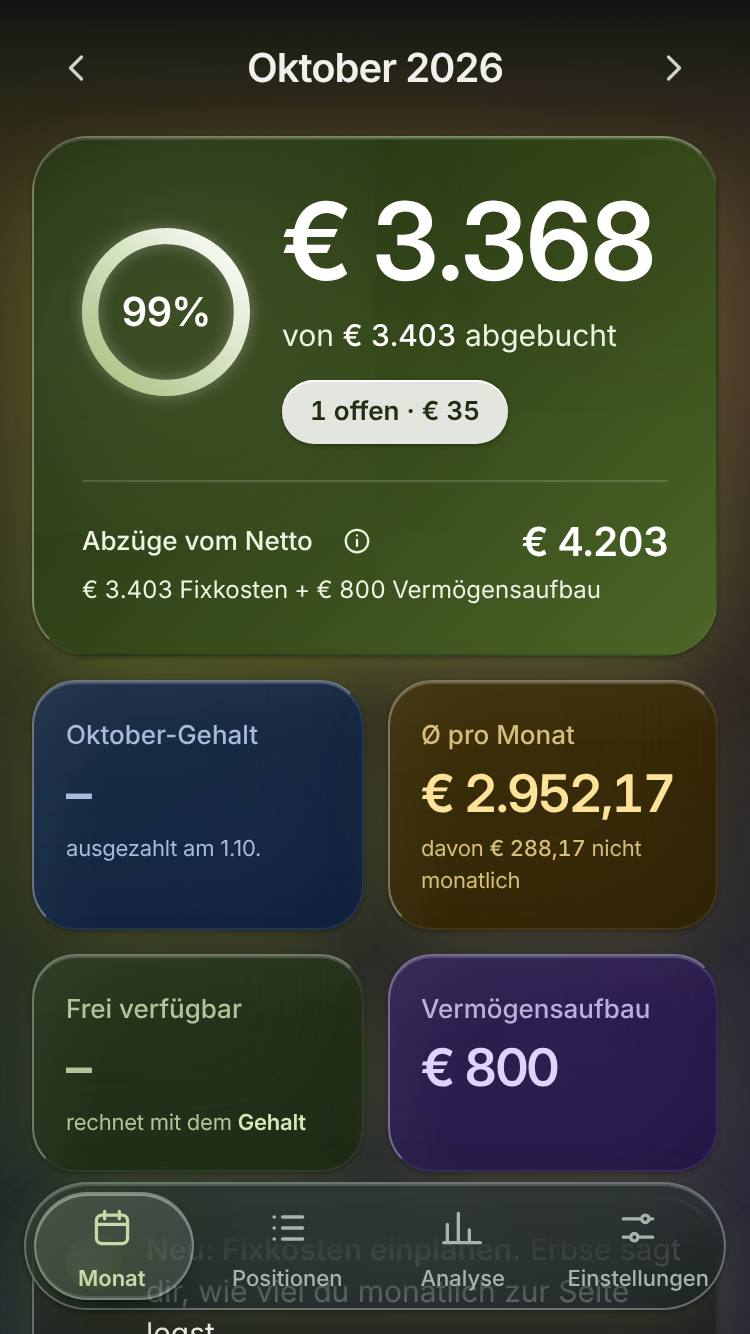 Oktober 2026
99%
€ 3.368
von € 3.403 abgebucht
1 offen · € 35
Abzüge vom Netto
€ 4.203
€ 3.403 Fixkosten + € 800 Vermögensaufbau
Oktober-Gehalt
–
ausgezahlt am 1.10.
Ø pro Monat
€ 2.952,17
davon € 288,17 nicht
monatlich
Frei verfügbar
–
rechnet mit dem Gehalt
Vermögensaufbau
€ 800
Neu: Fixkosten einplanen. Erbse sagt
dir, wie viel du monatlich zur Seite
legst
Monat
Positionen
Analyse
Einstellungen